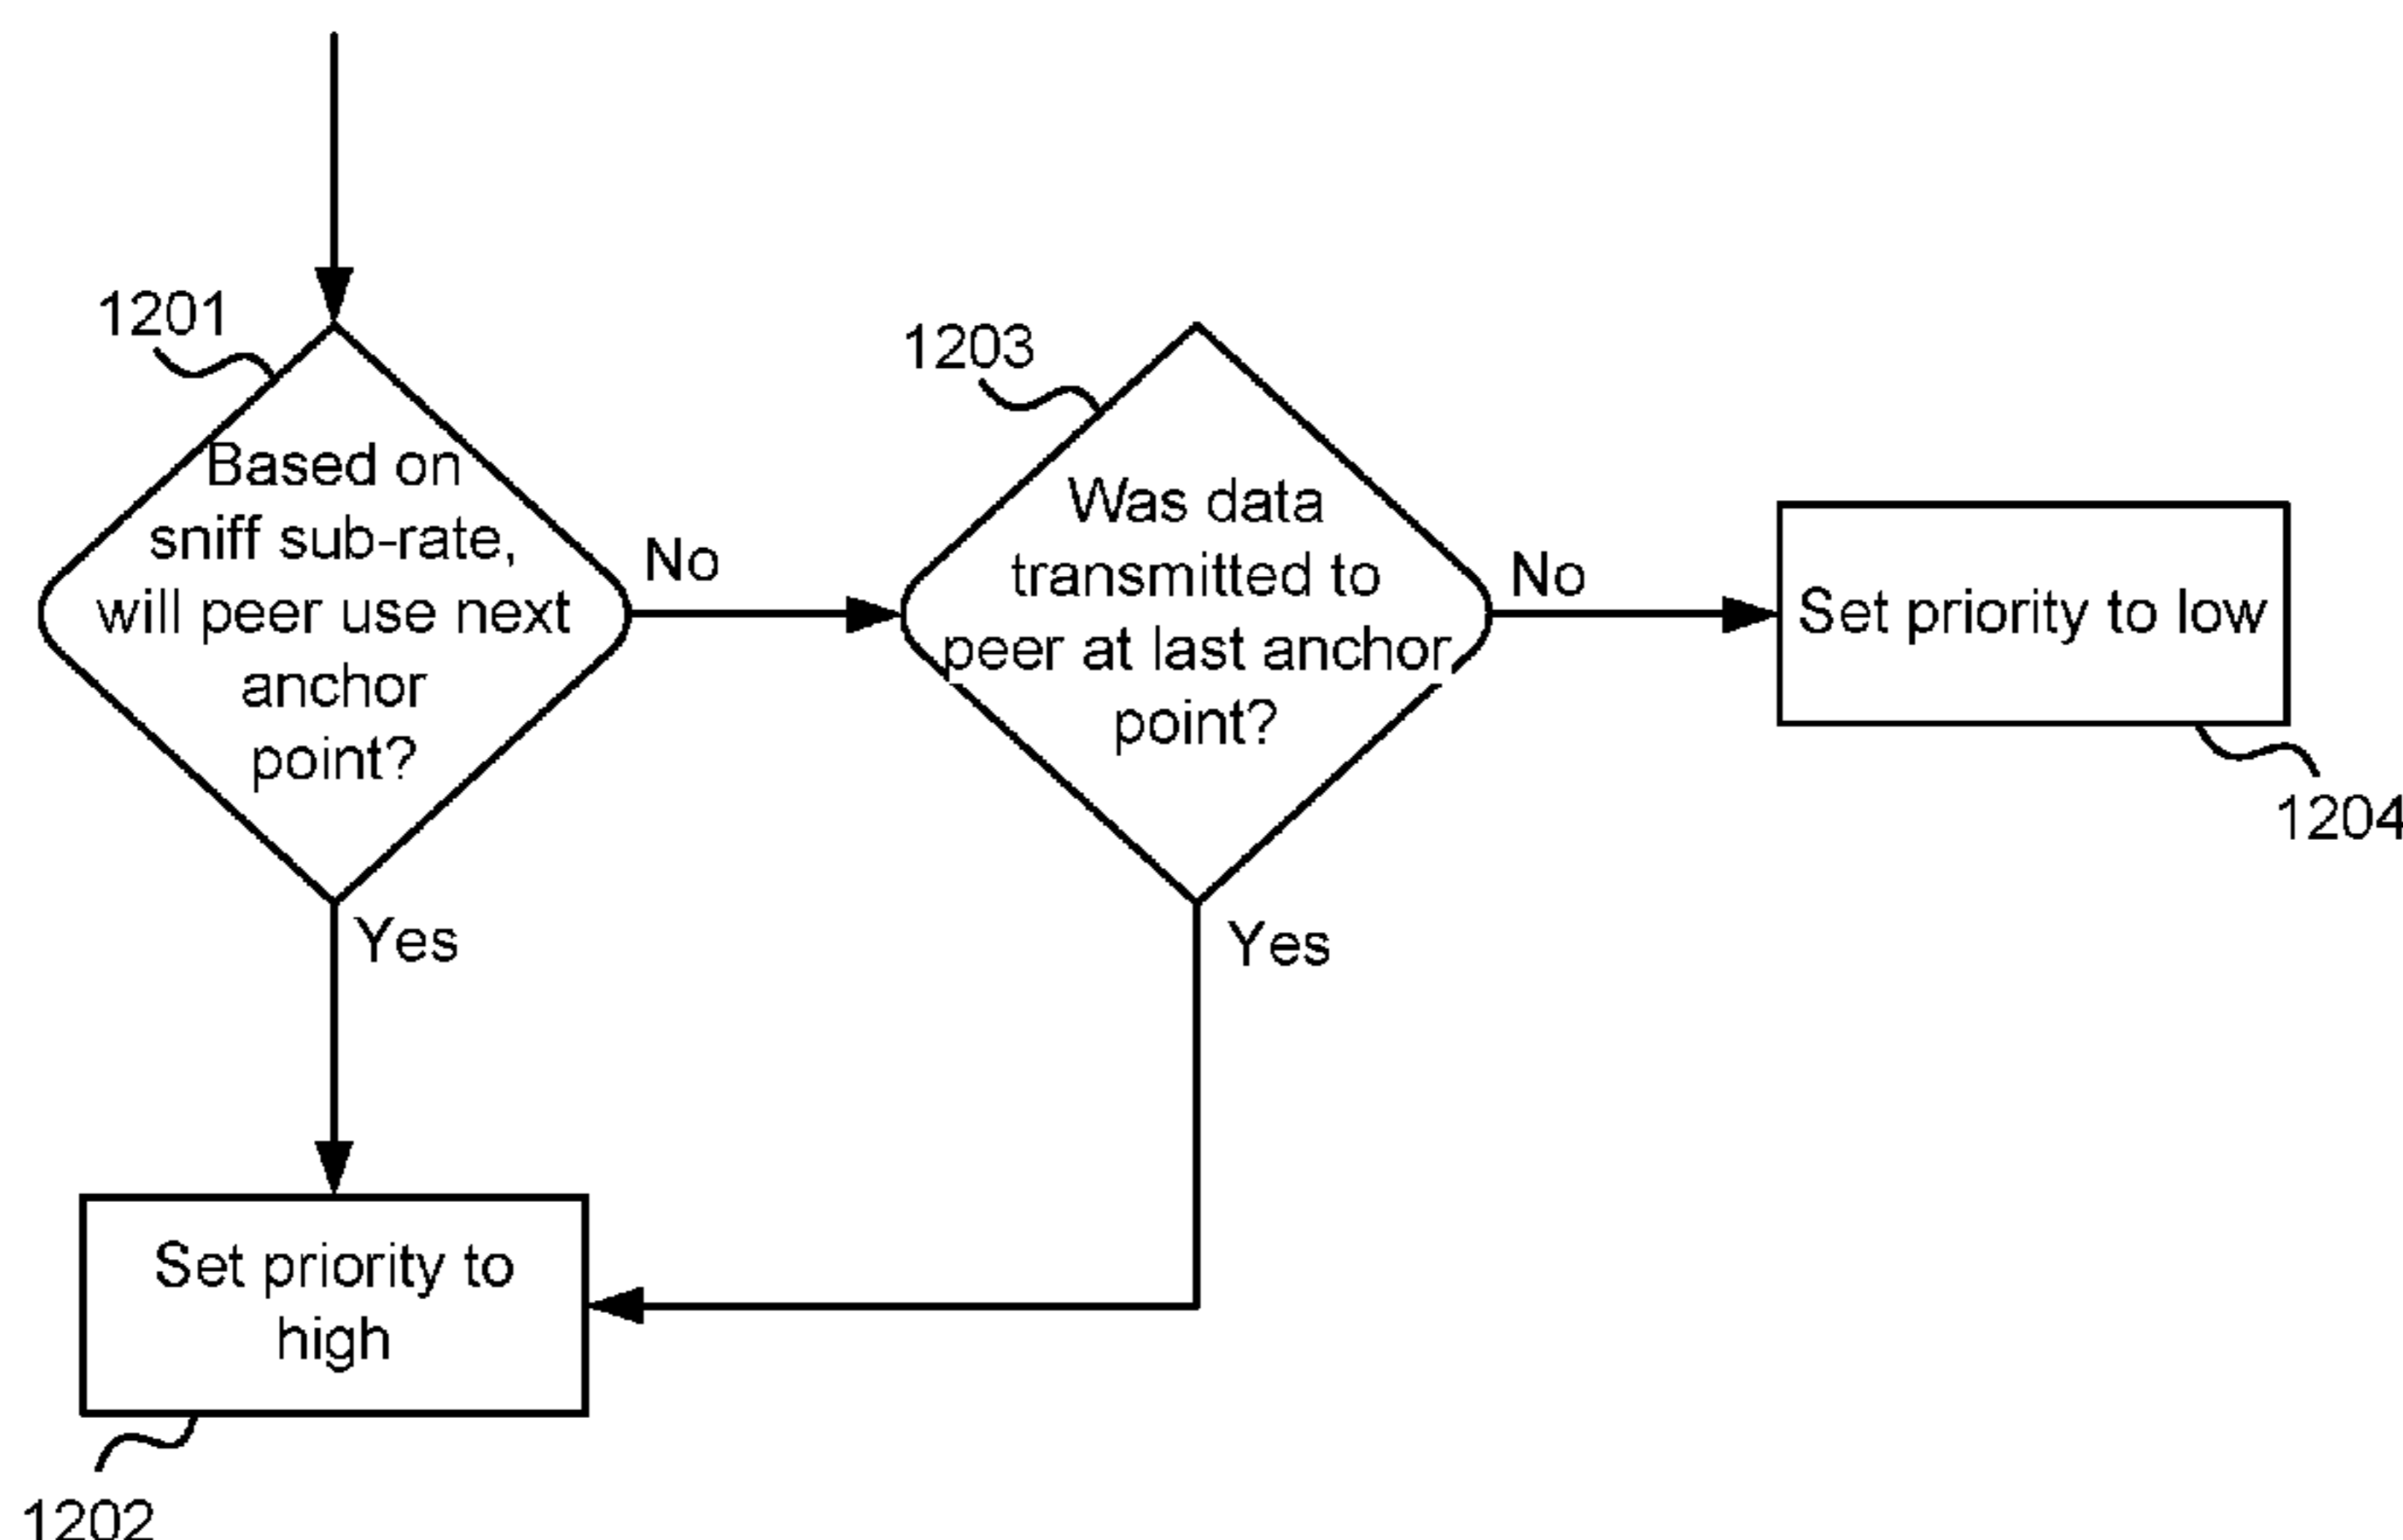 1201
Based on
sniff sub-rate,
will peer use next
anchor
point?
No
Yes
1203
Was data
transmitted to
peer at last anchor
point?
No
Yes
Set priority to low
1204
Set priority to
high
1202